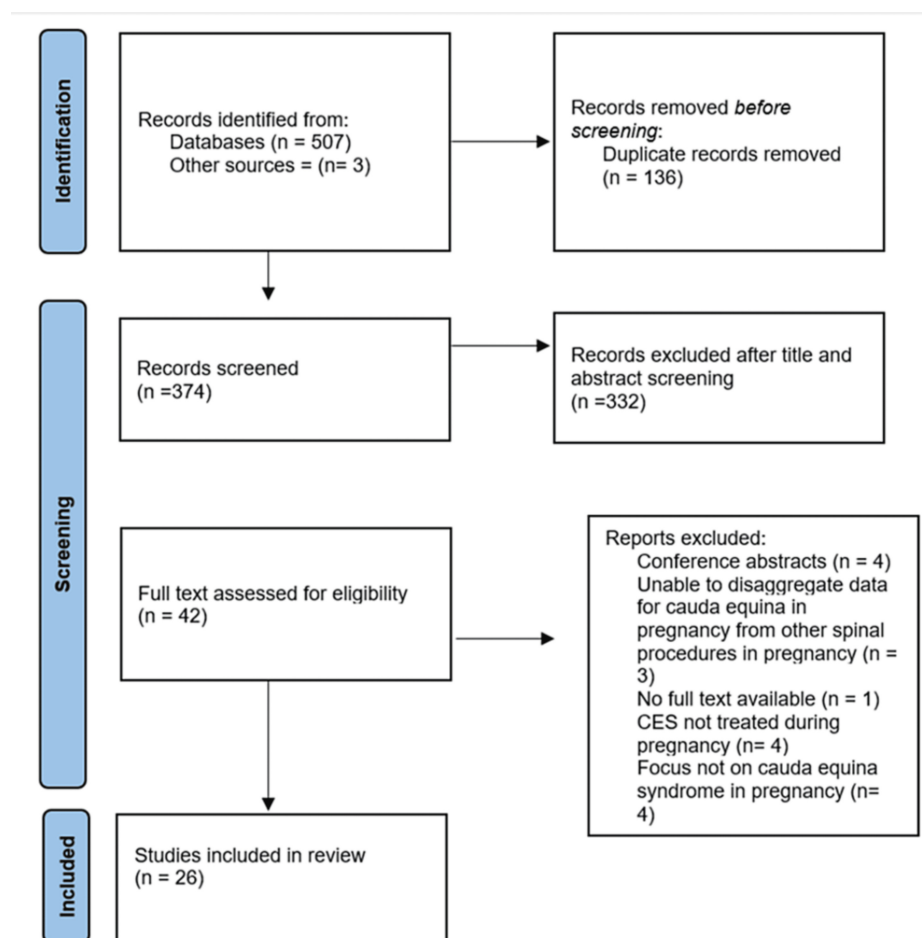 Identification
Records identified from:
Databases (n = 507)
Other sources = (n= 3)
Records removed before
screening:
Duplicate records removed
(n = 136)
Screening
Records screened
(n =374)
Records excluded after title and
abstract screening
(n =332)
Full text assessed for eligibility
(n = 42)
Reports excluded:
Conference abstracts (n = 4)
Unable to disaggregate data
for cauda equina in
pregnancy from other spinal
procedures in pregnancy (n =
3)
No full text available (n = 1)
CES not treated during
pregnancy (n= 4)
Focus not on cauda equina
syndrome in pregnancy (n=
4)
Included
Studies included in review
(n = 26)